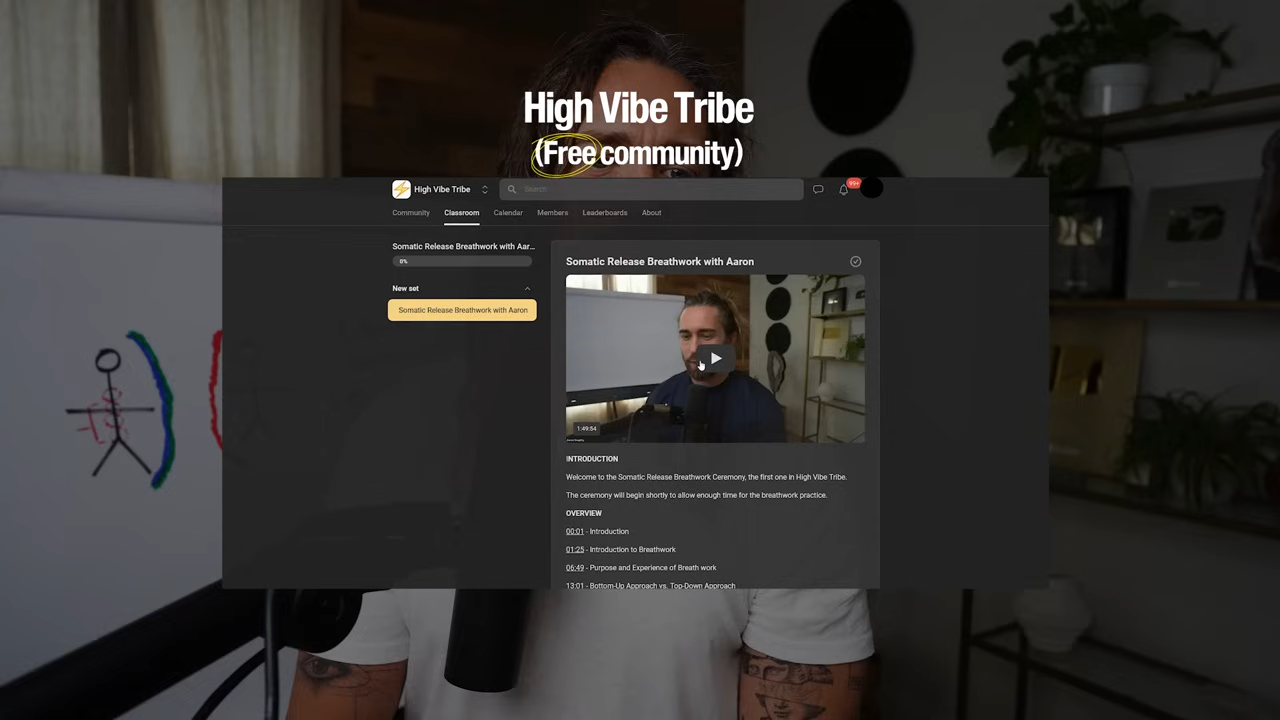 High Vibe Tribe
(Free community)
High Vibe Tribe
Search
99+
Community
Classroom
Calendar
Members
Leaderboards
About
Somatic Release Breathwork with Aar...
0%
New set
Somatic Release Breathwork with Aaron
Somatic Release Breathwork with Aaron
1:49:54
INTRODUCTION
Welcome to the Somatic Release Breathwork Ceremony, the first one in High Vibe Tribe.
The ceremony will begin shortly to allow enough time for the breathwork practice.
OVERVIEW
00:01 - Introduction
01:25 - Introduction to Breathwork
06:49 - Purpose and Experience of Breath work
13:01 - Bottom-Up Approach vs. Top-Down Approach